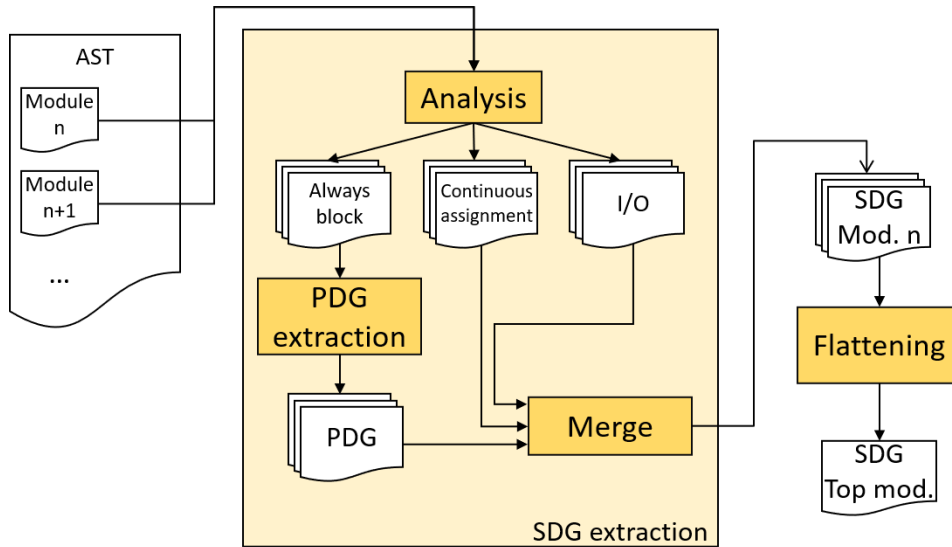 AST
Module
n
Module
n+1
...
Analysis
Always
block
Continuous
assignment
I/O
PDG
extraction
PDG
Merge
SDG extraction
SDG
Mod. n
Flattening
SDG
Top mod.